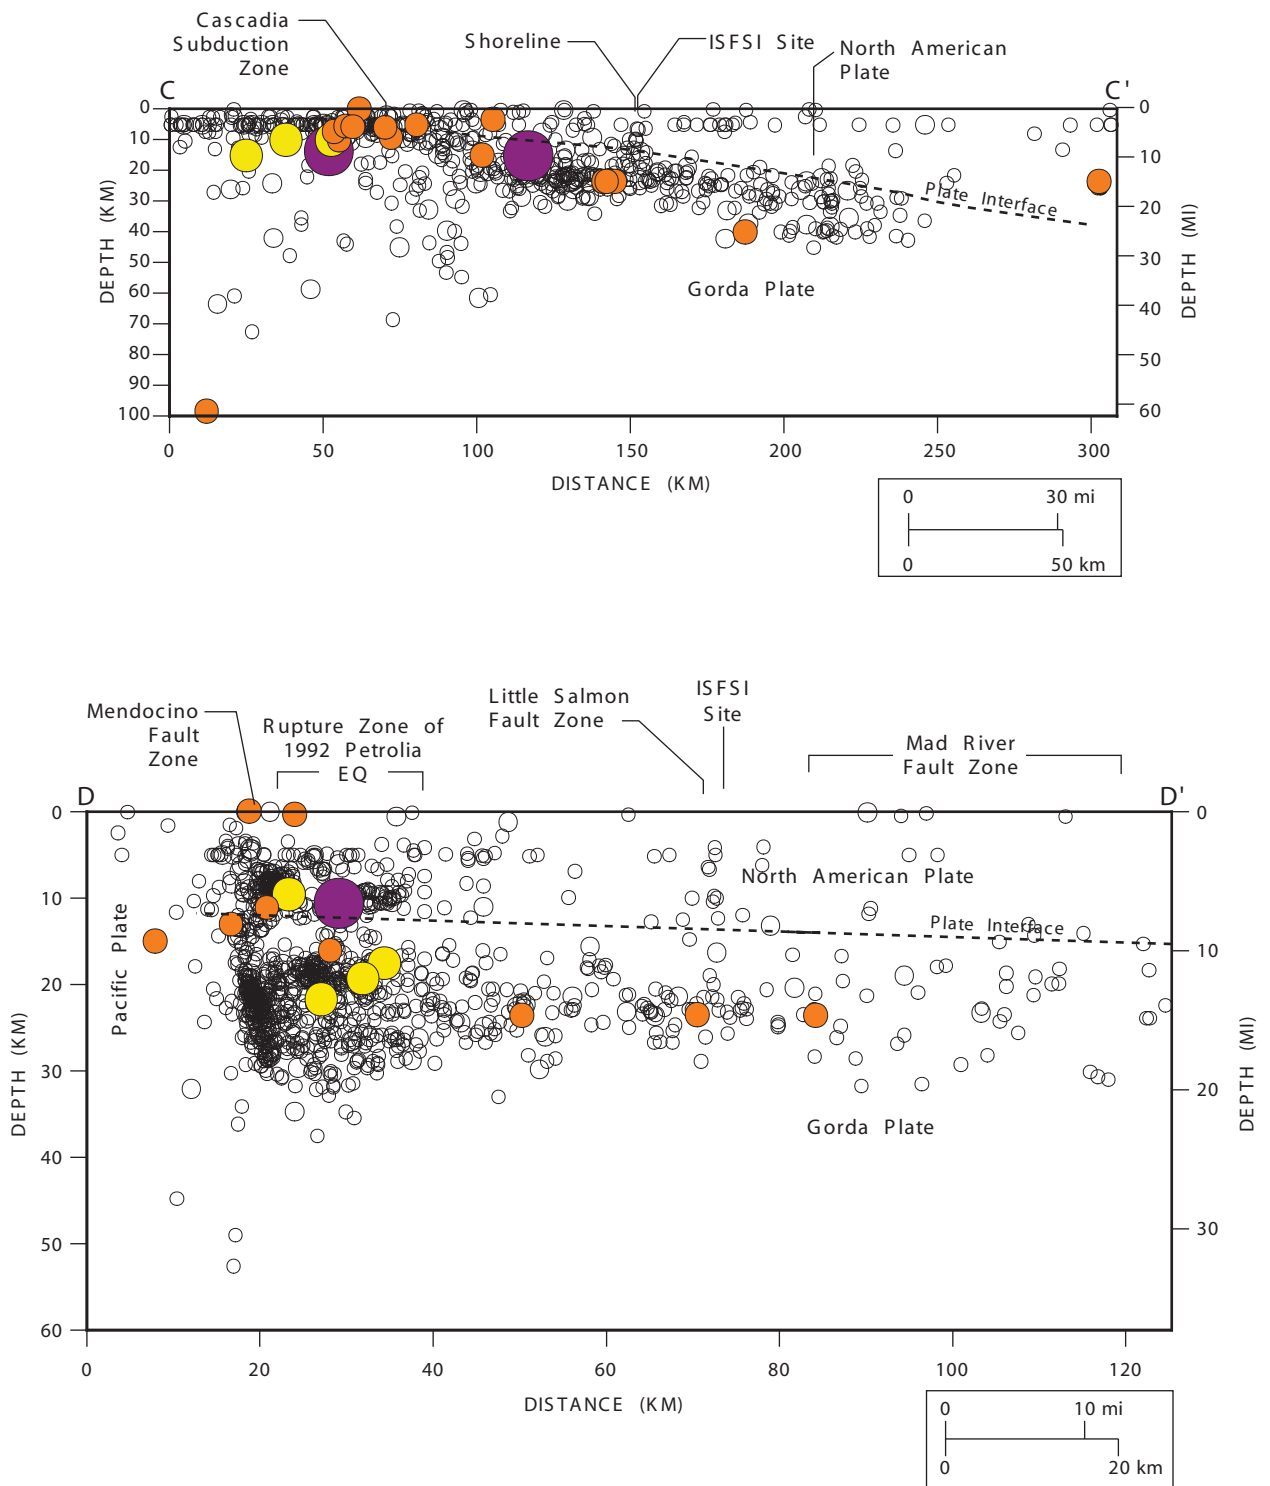 Cascadia
Subduction
Zone
Shoreline
ISFSI Site
North American
Plate
C
C'
0
10
20
30
40
50
60
70
80
90
100
DEPTH (KM)
0
10
20
30
40
50
60
DEPTH (MI)
Plate Interface
Gorda Plate
0
50
100
150
200
250
300
DISTANCE (KM)
0
30 mi
0
50 km
Mendocino
Fault
Zone
Rupture Zone of
1992 Petrolia
EQ
Little Salmon
Fault Zone
ISFSI
Site
Mad River
Fault Zone
D
D'
0
10
20
30
40
50
60
DEPTH (KM)
0
10
20
30
DEPTH (MI)
Pacific Plate
North American Plate
Plate Interface
Gorda Plate
0
20
40
60
80
100
120
DISTANCE (KM)
0
10 mi
0
20 km